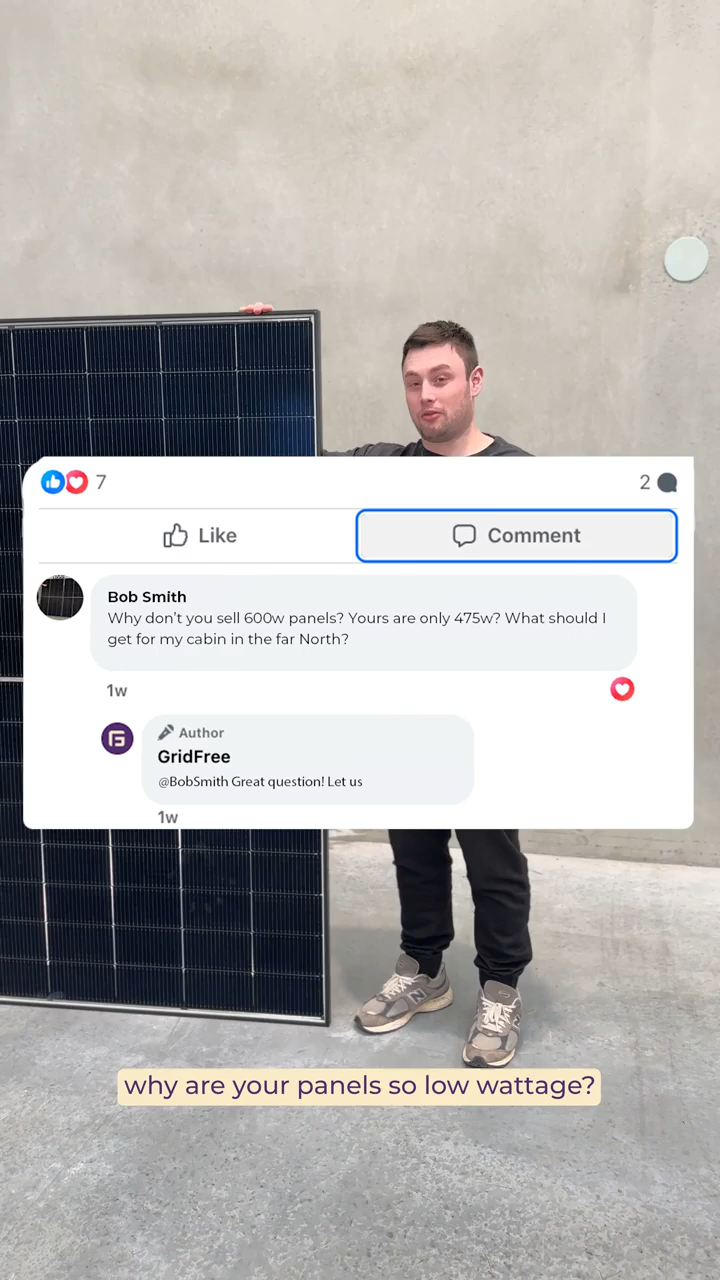 7
2
Like
Comment
Bob Smith
Why don’t you sell 600w panels? Yours are only 475w? What should I
get for my cabin in the far North?
1w
Author
GridFree
@BobSmith Great question! Let us
1w
why are your panels so low wattage?